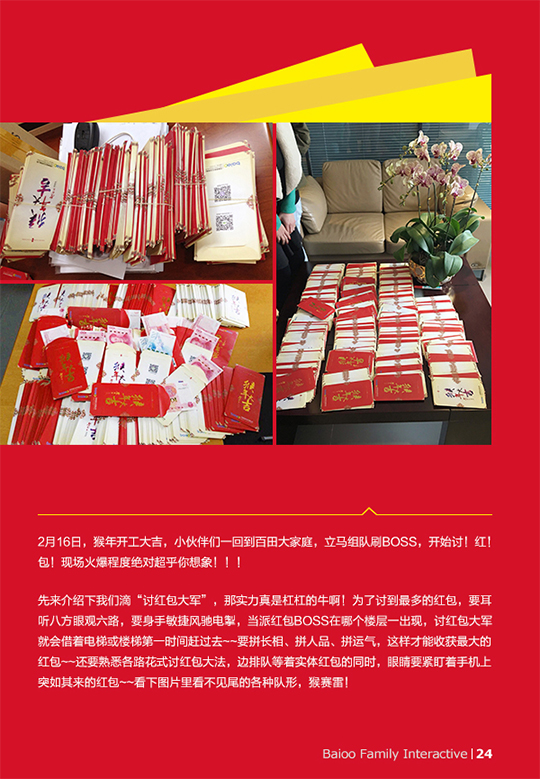 2月16日，猴年开工大吉，小伙伴们一回到百田大家庭，立马组队刷BOSS，开始讨！红！
包！现场火爆程度绝对超乎你想象！！！
先来介绍下我们滴“讨红包大军”，那实力真是杠杠的牛啊！为了讨到最多的红包，要耳
听八方眼观六路，要身手敏捷风驰电掣，当派红包BOSS在哪个楼层一出现，讨红包大军
就会借着电梯或楼梯第一时间赶过去~~要拼长相、拼人品、拼运气，这样才能收获最大的
红包~~还要熟悉各路花式讨红包大法，边排队等着实体红包的同时，眼睛要紧盯着手机上
突如其来的红包~~看下图片里看不见尾的各种队形，猴赛雷！
Baioo Family Interactive | 24